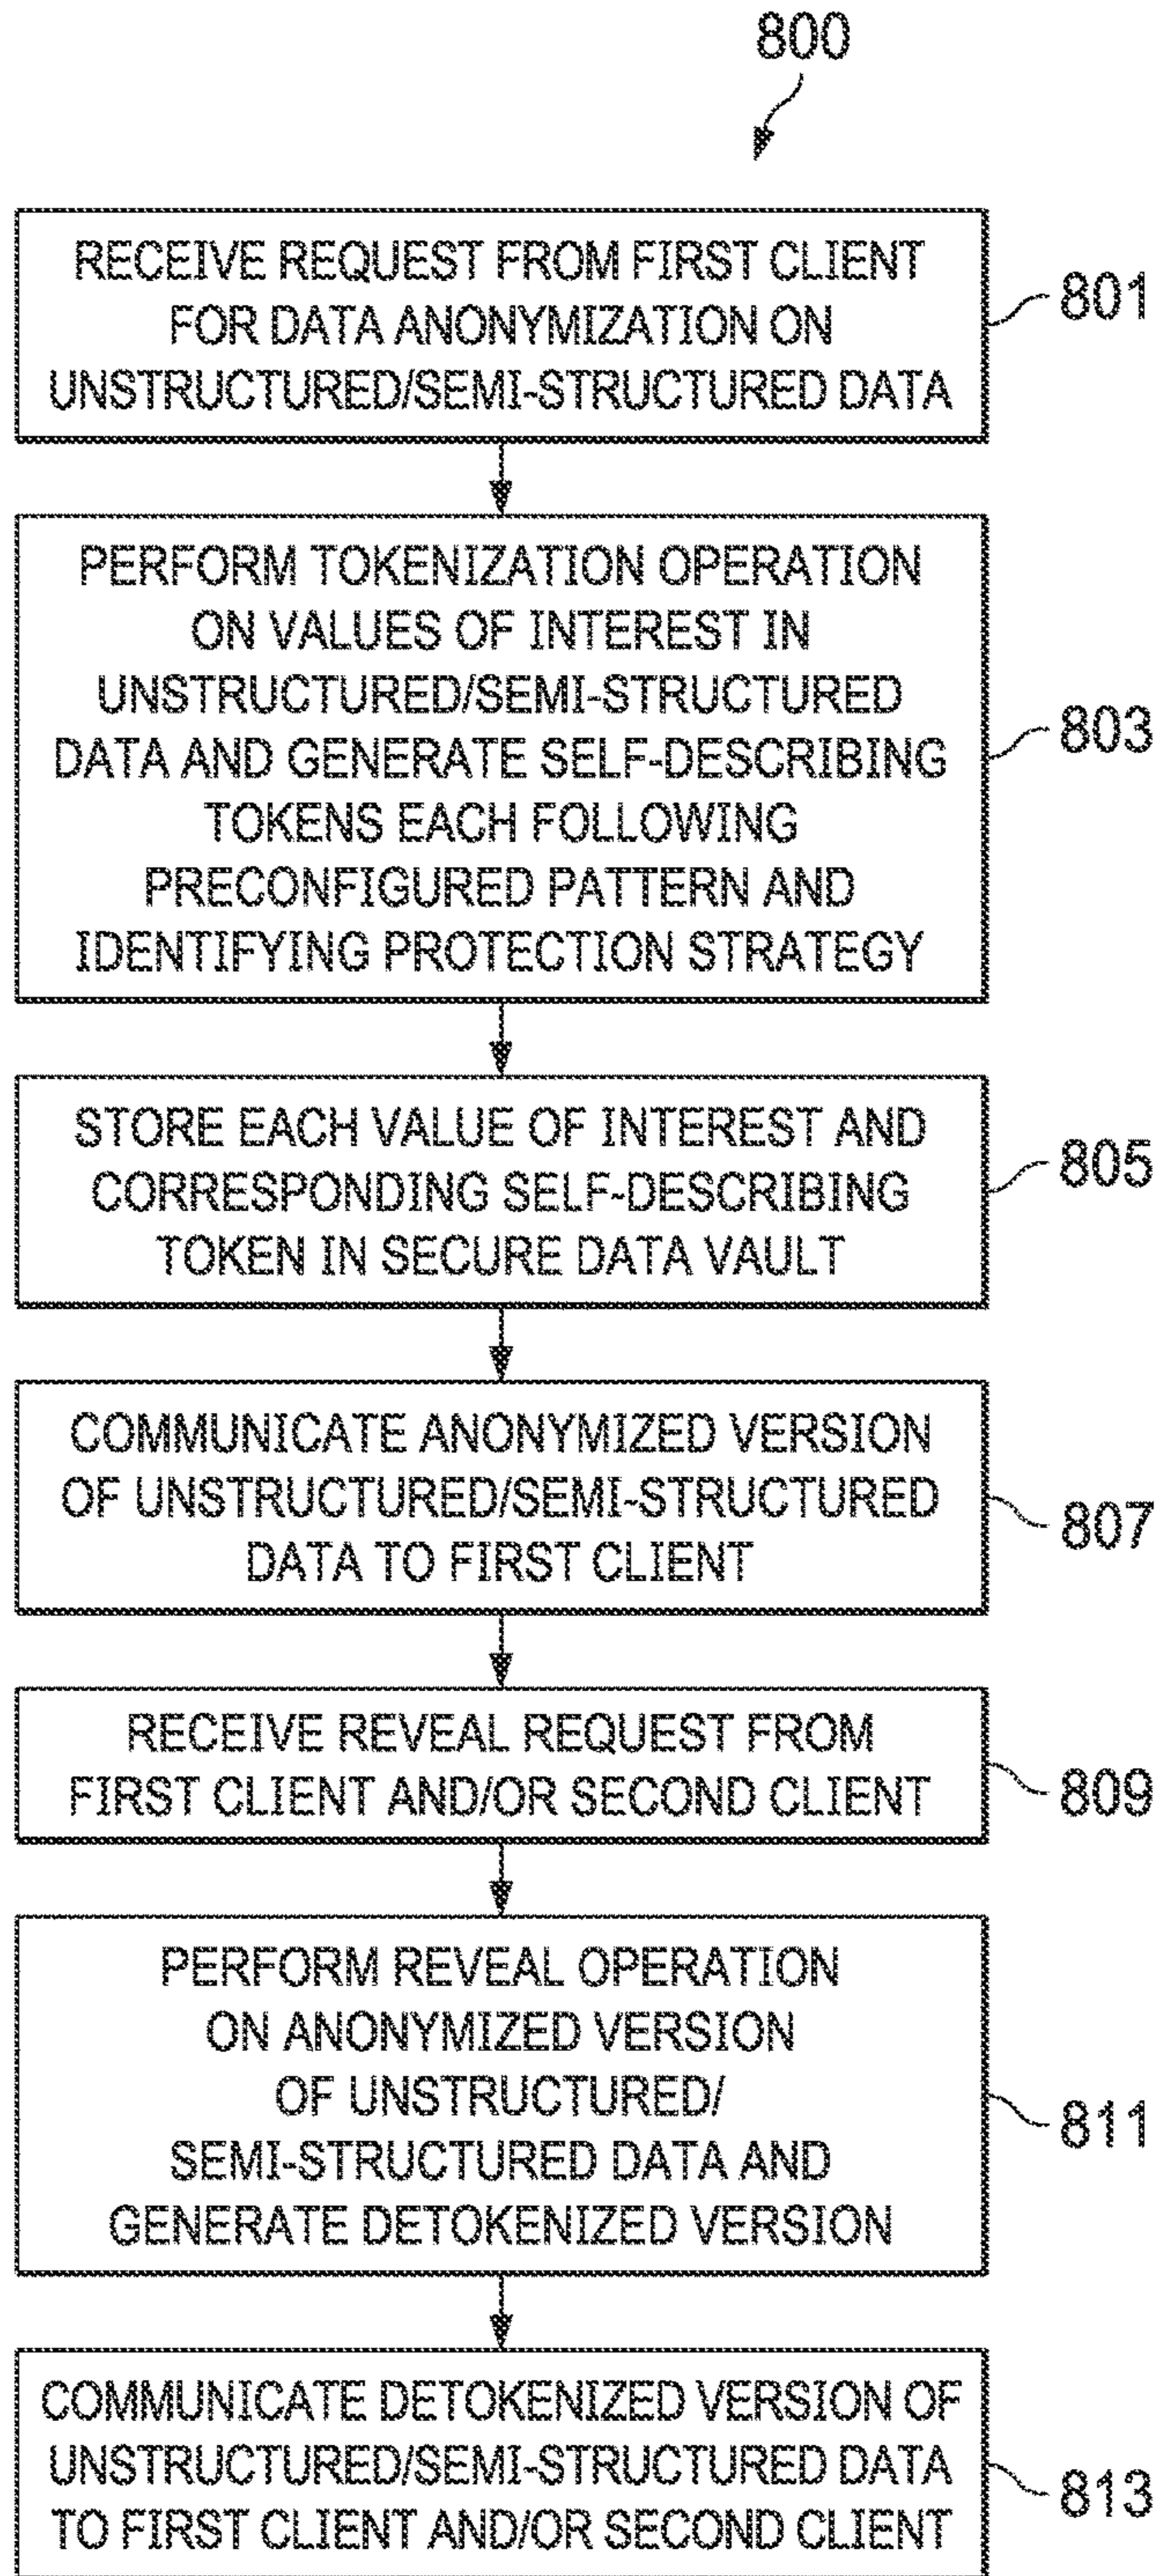 800
RECEIVE REQUEST FROM FIRST CLIENT
FOR DATA ANONYMIZATION ON
UNSTRUCTURED/SEMI-STRUCTURED DATA
801
PERFORM TOKENIZATION OPERATION
ON VALUES OF INTEREST IN
UNSTRUCTURED/SEMI-STRUCTURED
DATA AND GENERATE SELF-DESCRIBING
TOKENS EACH FOLLOWING
PRECONFIGURED PATTERN AND
IDENTIFYING PROTECTION STRATEGY
803
STORE EACH VALUE OF INTEREST AND
CORRESPONDING SELF-DESCRIBING
TOKEN IN SECURE DATA VAULT
805
COMMUNICATE ANONYMIZED VERSION
OF UNSTRUCTURED/SEMI-STRUCTURED
DATA TO FIRST CLIENT
807
RECEIVE REVEAL REQUEST FROM
FIRST CLIENT AND/OR SECOND CLIENT
809
PERFORM REVEAL OPERATION
ON ANONYMIZED VERSION
OF UNSTRUCTURED/
SEMI-STRUCTURED DATA AND
GENERATE DETOKENIZED VERSION
811
COMMUNICATE DETOKENIZED VERSION OF
UNSTRUCTURED/SEMI-STRUCTURED DATA
TO FIRST CLIENT AND/OR SECOND CLIENT
813